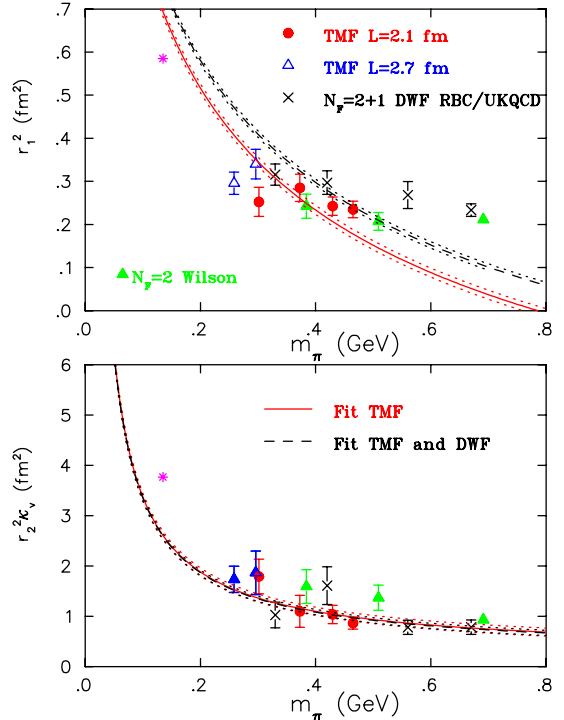 .7
.6
.5
.4
.3
.2
.1
.0
r₁² (fm²)
TMF L=2.1 fm
TMF L=2.7 fm
N_F=2+1 DWF RBC/UKQCD
N_F=2 Wilson
.0 .2 .4 .6 .8
m_π (GeV)
6
5
4
3
2
1
0
r₂²κ_v (fm²)
Fit TMF
Fit TMF and DWF
.0 .2 .4 .6 .8
m_π (GeV)